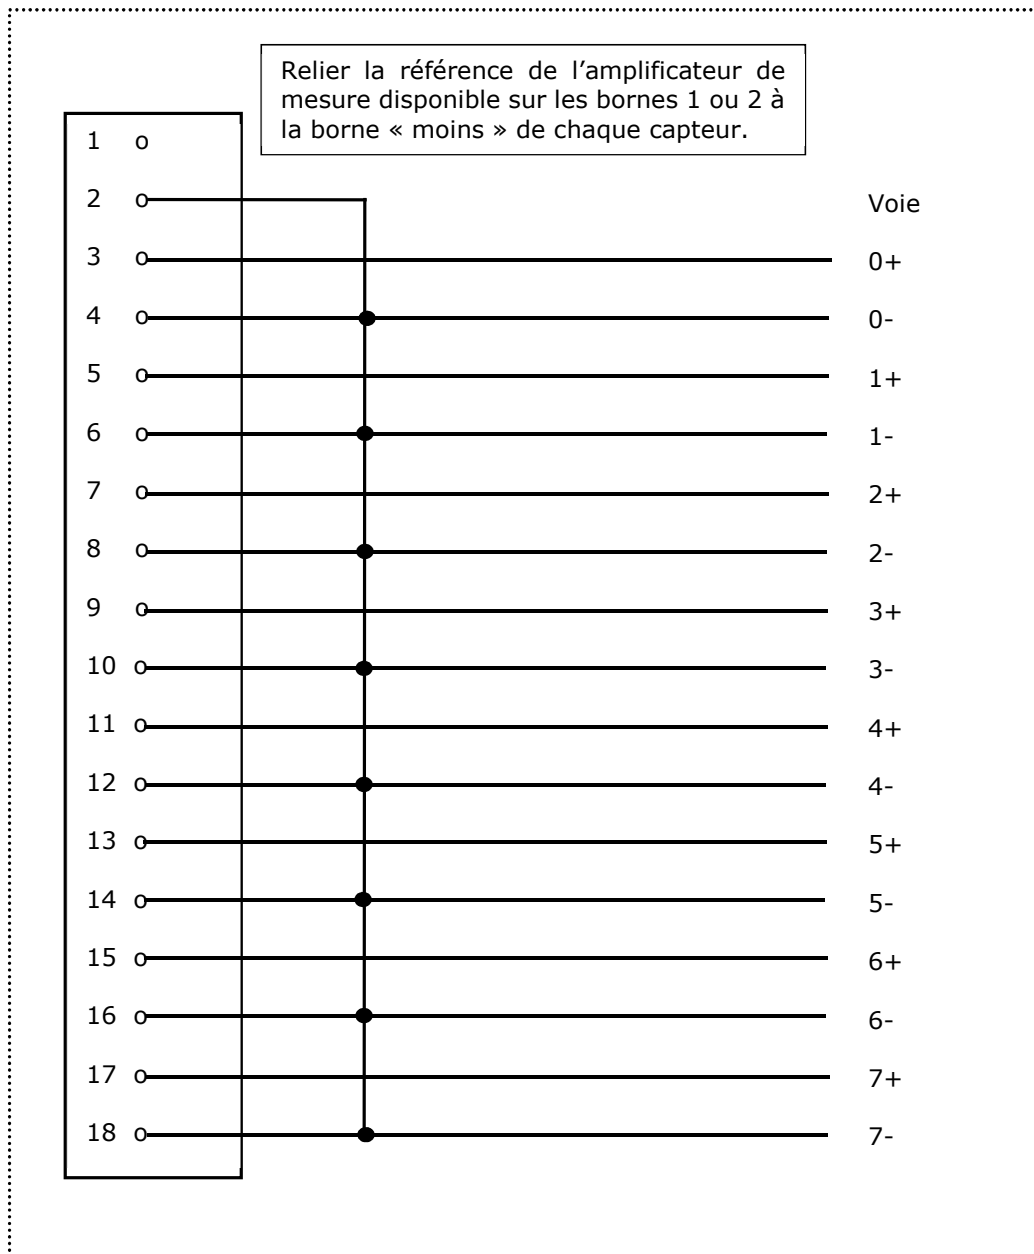 Relier la référence de l’amplificateur de
mesure disponible sur les bornes 1 ou 2 à
la borne « moins » de chaque capteur.
1 o
2 o Voie
3 o 0+
4 o 0-
5 o 1+
6 o 1-
7 o 2+
8 o 2-
9 o 3+
10 o 3-
11 o 4+
12 o 4-
13 o 5+
14 o 5-
15 o 6+
16 o 6-
17 o 7+
18 o 7-